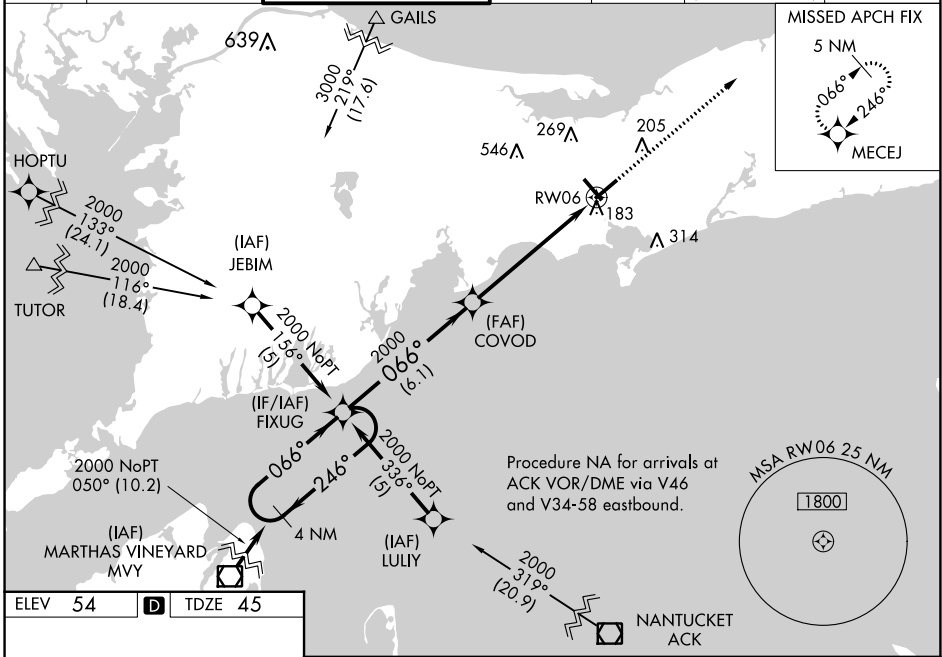 GAILS
639
3000
219°
(17.6)
MISSED APCH FIX
5 NM
066°
246°
MECEJ
269
205
546
HOPTU
2000
133°
(24.1)
RW06
183
314
(IAF)
JEBIM
2000
116°
(18.4)
TUTOR
2000 NoPT
156°
(5)
2000
066°
(6.1)
(FAF)
COVOD
(IF/IAF)
FIXUG
066°
246°
4 NM
2000 NoPT
336°
(5)
2000 NoPT
050° (10.2)
Procedure NA for arrivals at
ACK VOR/DME via V46
and V34-58 eastbound.
MSA RW06 25 NM
1800
(IAF)
MARTHAS VINEYARD
MVY
(IAF)
LULIY
2000
319°
(20.9)
NANTUCKET
ACK
ELEV 54 D TDZE 45